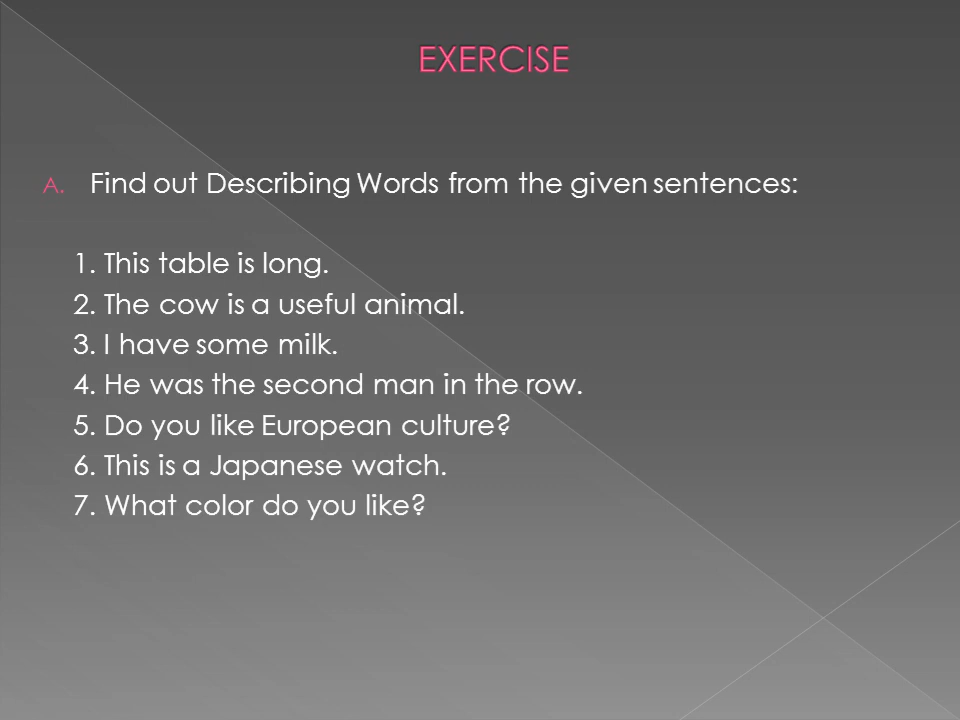 EXERCISE
A. Find out Describing Words from the given sentences:
1. This table is long.
2. The cow is a useful animal.
3. I have some milk.
4. He was the second man in the row.
5. Do you like European culture?
6. This is a Japanese watch.
7. What color do you like?